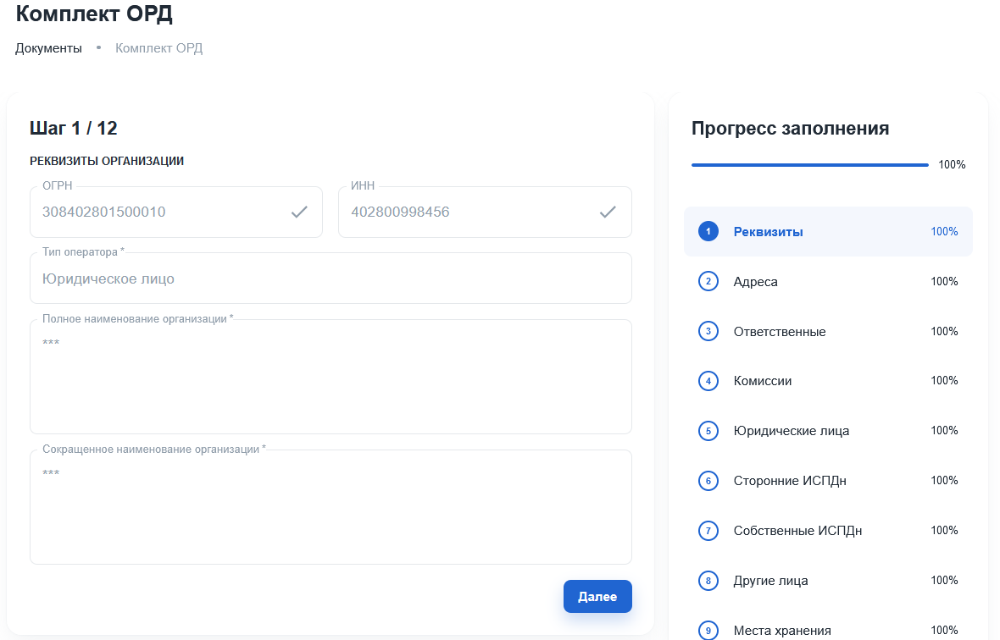 Комплект ОРД
Документы • Комплект ОРД
Шаг 1 / 12
РЕКВИЗИТЫ ОРГАНИЗАЦИИ
ОГРН
308402801500010
ИНН
402800998456
Тип оператора *
Юридическое лицо
Полное наименование организации *
***
Сокращенное наименование организации *
***
Далее
Прогресс заполнения
100%
1 Реквизиты 100%
2 Адреса 100%
3 Ответственные 100%
4 Комиссии 100%
5 Юридические лица 100%
6 Сторонние ИСПДн 100%
7 Собственные ИСПДн 100%
8 Другие лица 100%
9 Места хранения 100%